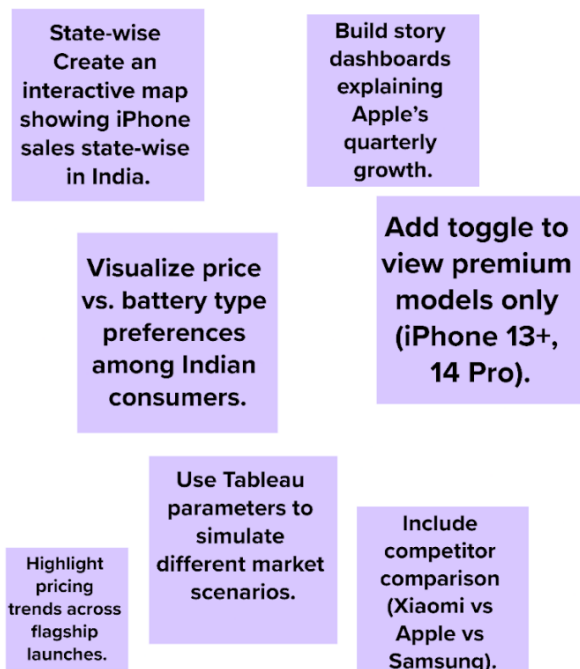 State-wise
Create an
interactive map
showing iPhone
sales state-wise
in India.
Build story
dashboards
explaining
Apple's
quarterly
growth.
Visualize price
vs. battery type
preferences
among Indian
consumers.
Add toggle to
view premium
models only
(iPhone 13+,
14 Pro).
Highlight
pricing
trends across
flagship
launches.
Use Tableau
parameters to
simulate
different market
scenarios.
Include
competitor
comparison
(Xiaomi vs
Apple vs
Samsung).